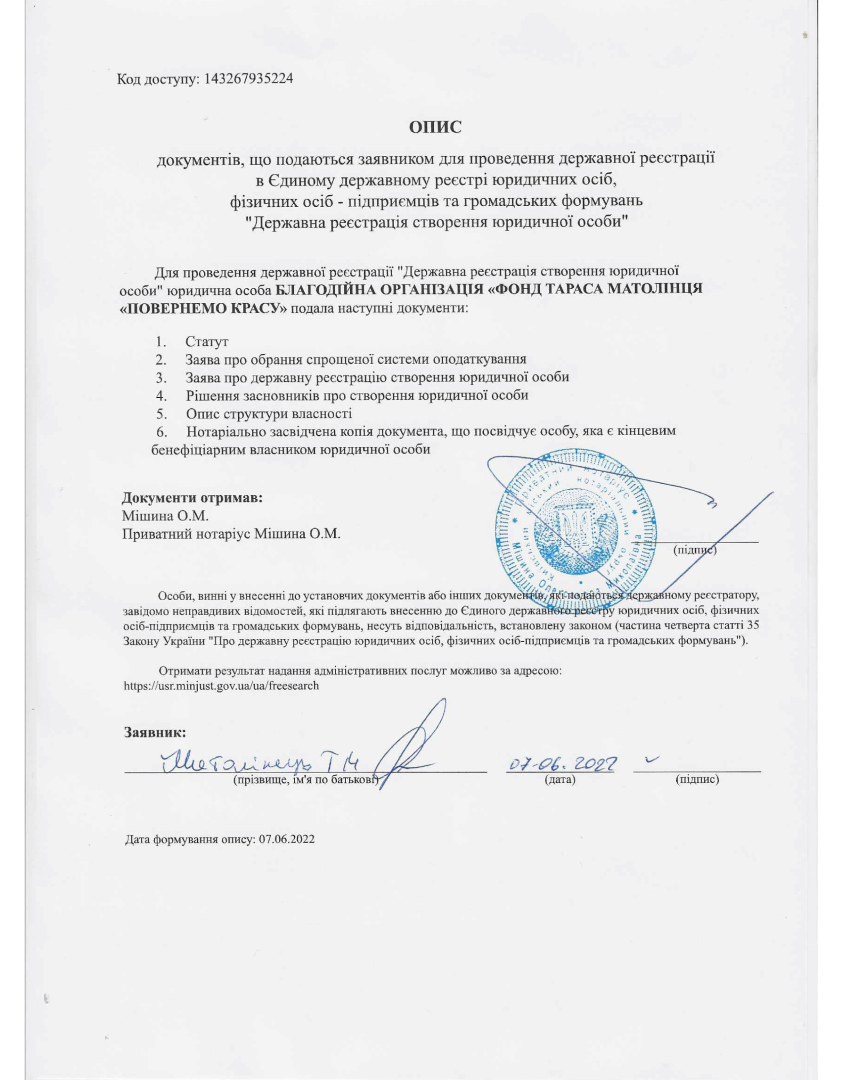 Код доступу: 143267935224
ОПИС
документів, що подаються заявником для проведення державної реєстрації
в Єдиному державному реєстрі юридичних осіб,
фізичних осіб - підприємців та громадських формувань
"Державна реєстрація створення юридичної особи"
Для проведення державної реєстрації "Державна реєстрація створення юридичної
особи" юридична особа БЛАГОДІЙНА ОРГАНІЗАЦІЯ «ФОНД ТАРАСА МАТОЛІНЦЯ
«ПОВЕРНЕМО КРАСУ» подала наступні документи:
1. Статут
2. Заява про обрання спрощеної системи оподаткування
3. Заява про державну реєстрацію створення юридичної особи
4. Рішення засновників про створення юридичної особи
5. Опис структури власності
6. Нотаріально засвідчена копія документа, що посвідчує особу, яка є кінцевим
бенефіціарним власником юридичної особи
Документи отримав:
Мішина О.М.
Приватний нотаріус Мішина О.М.
(підпис)
Приватний нотаріус
Київський міський нотаріальний округ
Мішина Миколаївна
Особи, винні у внесенні до установчих документів або інших документів, які подаються державному реєстратору,
завідомо неправдивих відомостей, які підлягають внесенню до Єдиного державного реєстру юридичних осіб, фізичних
осіб-підприємців та громадських формувань, несуть відповідальність, встановлену законом (частина четверта статті 35
Закону України "Про державну реєстрацію юридичних осіб, фізичних осіб-підприємців та громадських формувань").
Отримати результат надання адміністративних послуг можливо за адресою:
https://usr.minjust.gov.ua/ua/freesearch
Заявник:
Матолінець Т М 07-06. 2022
(прізвище, ім'я по батькові) (дата) (підпис)
Дата формування опису: 07.06.2022